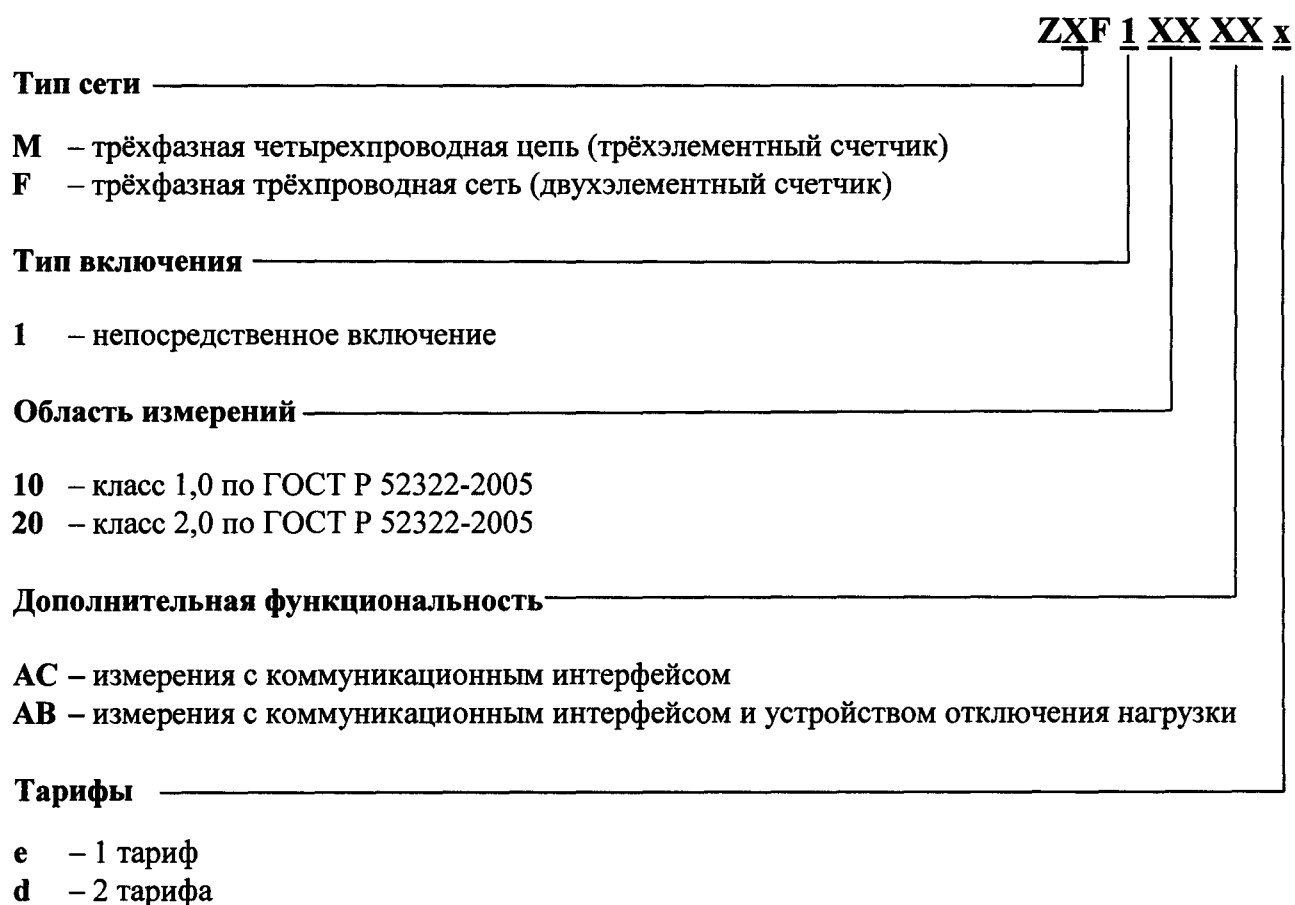 ZXF 1 XX XX x
Тип сети
М – трёхфазная четырехпроводная цепь (трёхэлементный счетчик)
F – трёхфазная трёхпроводная сеть (двухэлементный счетчик)
Тип включения
1 – непосредственное включение
Область измерений
10 – класс 1,0 по ГОСТ Р 52322-2005
20 – класс 2,0 по ГОСТ Р 52322-2005
Дополнительная функциональность
АС – измерения с коммуникационным интерфейсом
АВ – измерения с коммуникационным интерфейсом и устройством отключения нагрузки
Тарифы
e – 1 тариф
d – 2 тарифа